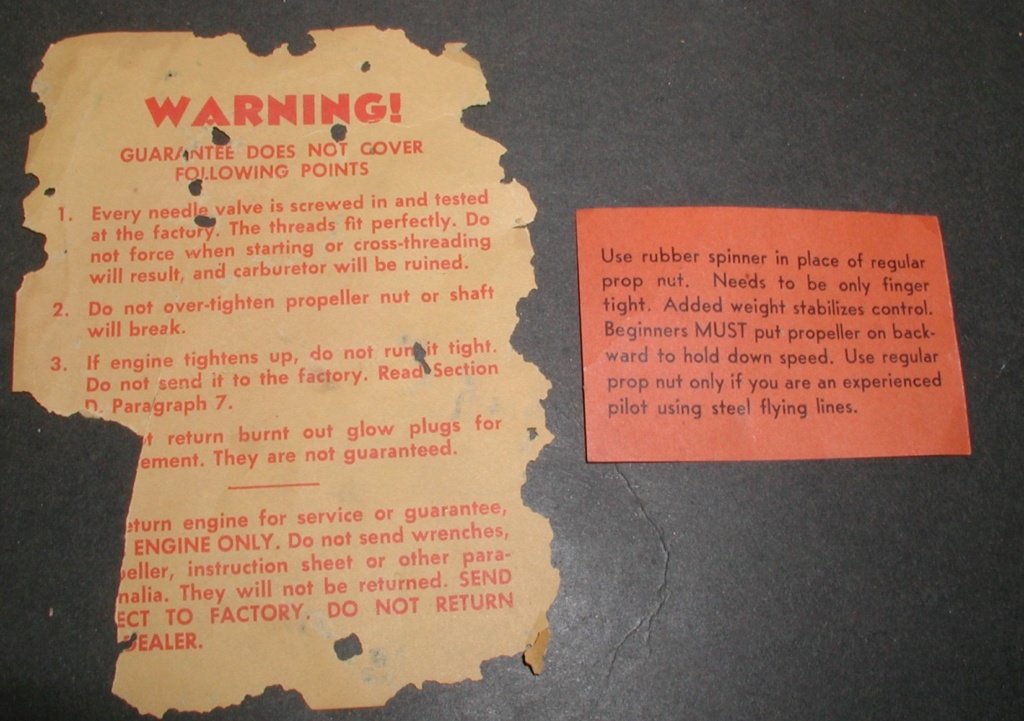 WARNING!
GUARANTEE DOES NOT COVER
FOLLOWING POINTS
1. Every needle valve is screwed in and tested
at the factory. The threads fit perfectly. Do
not force when starting or cross-threading
will result, and carburetor will be ruined.
2. Do not over-tighten propeller nut or shaft
will break.
3. If engine tightens up, do not run it tight.
Do not send it to the factory. Read Section
D. Paragraph 7.
return burnt out glow plugs for
ement. They are not guaranteed.
eturn engine for service or guarantee,
ENGINE ONLY. Do not send wrenches,
peller, instruction sheet or other para-
nalia. They will not be returned. SEND
ECT TO FACTORY. DO NOT RETURN
DEALER.
Use rubber spinner in place of regular
prop nut. Needs to be only finger
tight. Added weight stabilizes control.
Beginners MUST put propeller on back-
ward to hold down speed. Use regular
prop nut only if you are an experienced
pilot using steel flying lines.